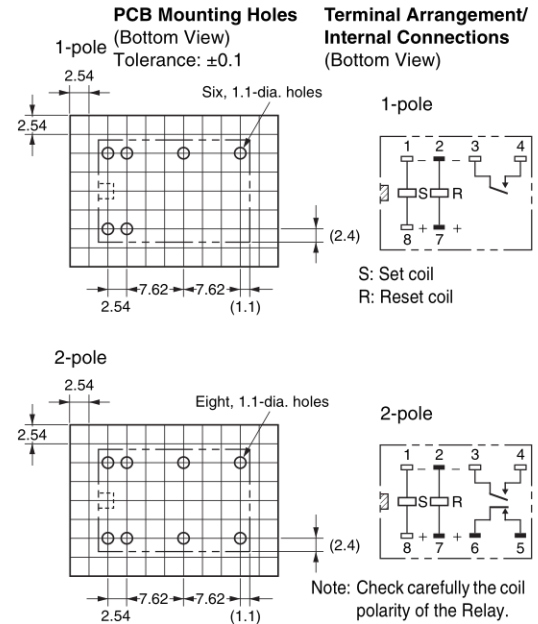 PCB Mounting Holes
(Bottom View)
Tolerance: ±0.1
1-pole
2.54
2.54
Six, 1.1-dia. holes
(2.4)
7.62
7.62
2.54
(1.1)
Terminal Arrangement/
Internal Connections
(Bottom View)
1-pole
1 2 3 4
- -
S R
+ +
8 7
S: Set coil
R: Reset coil
2-pole
2.54
2.54
Eight, 1.1-dia. holes
(2.4)
7.62
7.62
2.54
(1.1)
2-pole
1 2 3 4
- -
S R
+ +
8 7 6 5
Note: Check carefully the coil
polarity of the Relay.